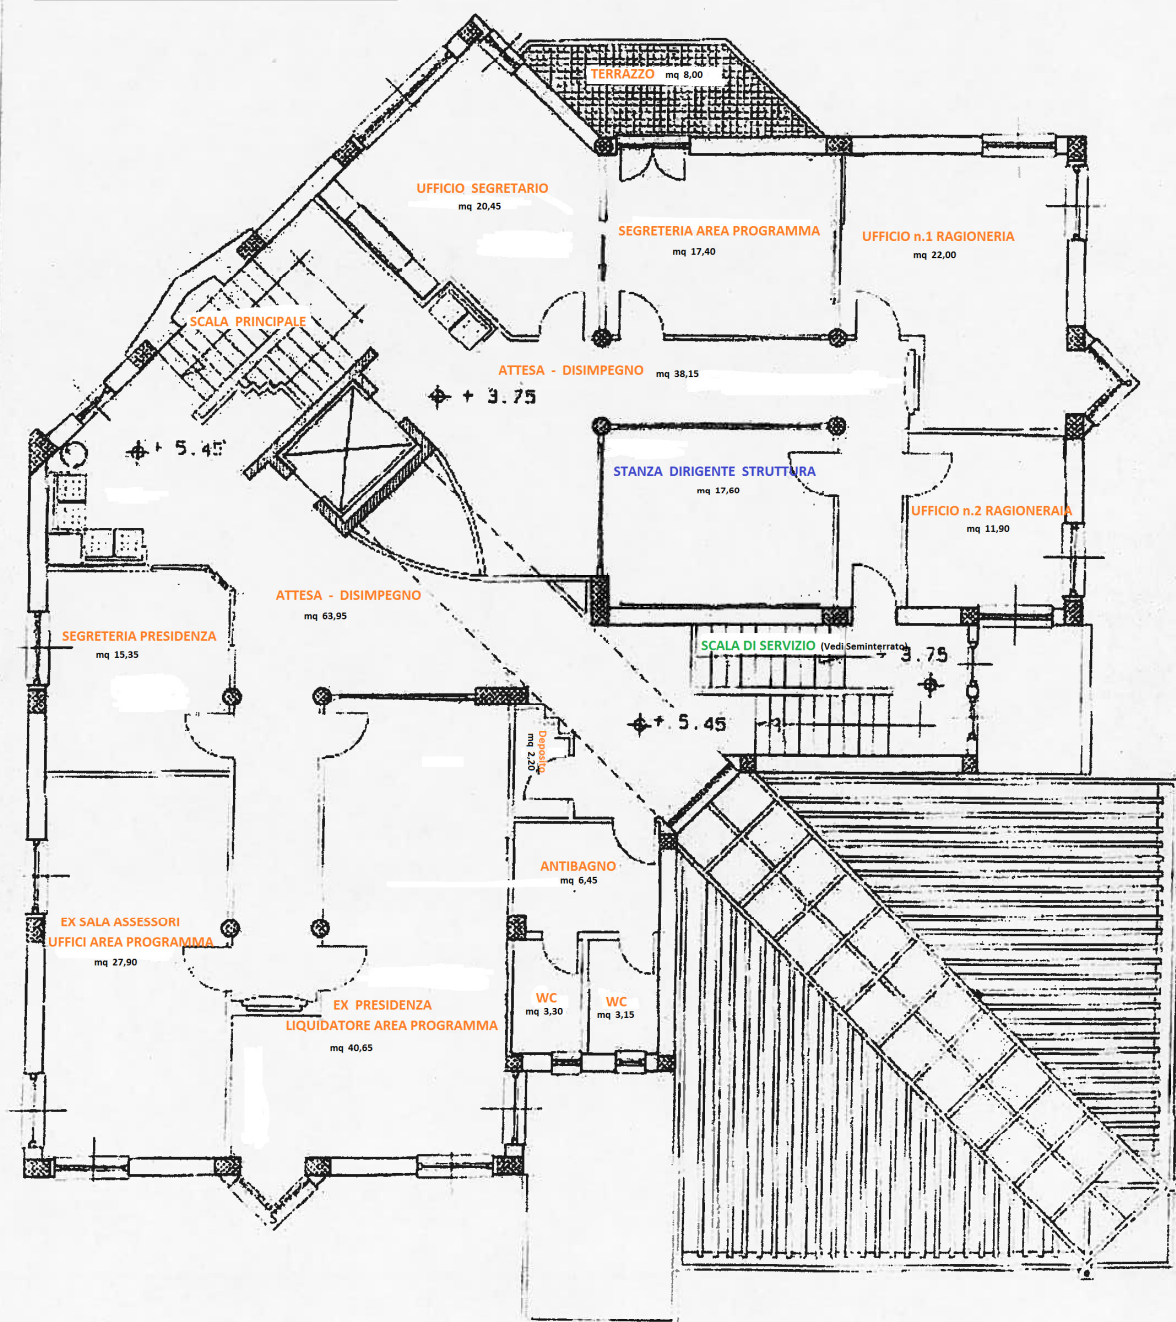 TERRAZZO mq 8,00
UFFICIO SEGRETARIO
mq 20,45
SEGRETERIA AREA PROGRAMMA
mq 17,40
UFFICIO n.1 RAGIONERIA
mq 22,00
SCALA PRINCIPALE
ATTESA - DISIMPEGNO mq 38,15
+ 3.75
+ 5.45
STANZA DIRIGENTE STRUTTURA
mq 17,60
UFFICIO n.2 RAGIONERAIA
mq 11,90
ATTESA - DISIMPEGNO
mq 63,95
SEGRETERIA PRESIDENZA
mq 15,35
SCALA DI SERVIZIO (Vedi Seminterrato)
3.75
+ 5.45
Deposito
mq 2,20
ANTIBAGNO
mq 6,45
EX SALA ASSESSORI
UFFICI AREA PROGRAMMA
mq 27,90
EX PRESIDENZA
LIQUIDATORE AREA PROGRAMMA
mq 40,65
WC
mq 3,30
WC
mq 3,15